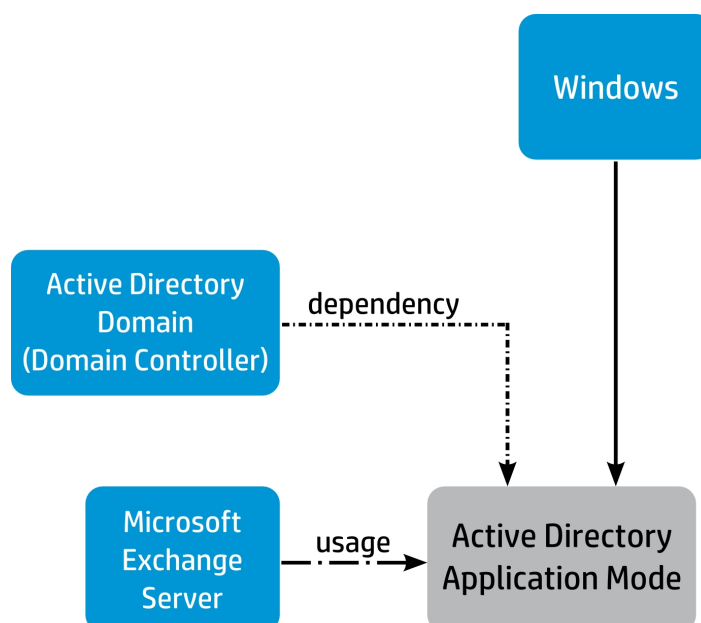 Windows
Active Directory
Domain
(Domain Controller)
dependency
Microsoft
Exchange
Server
usage
Active Directory
Application Mode